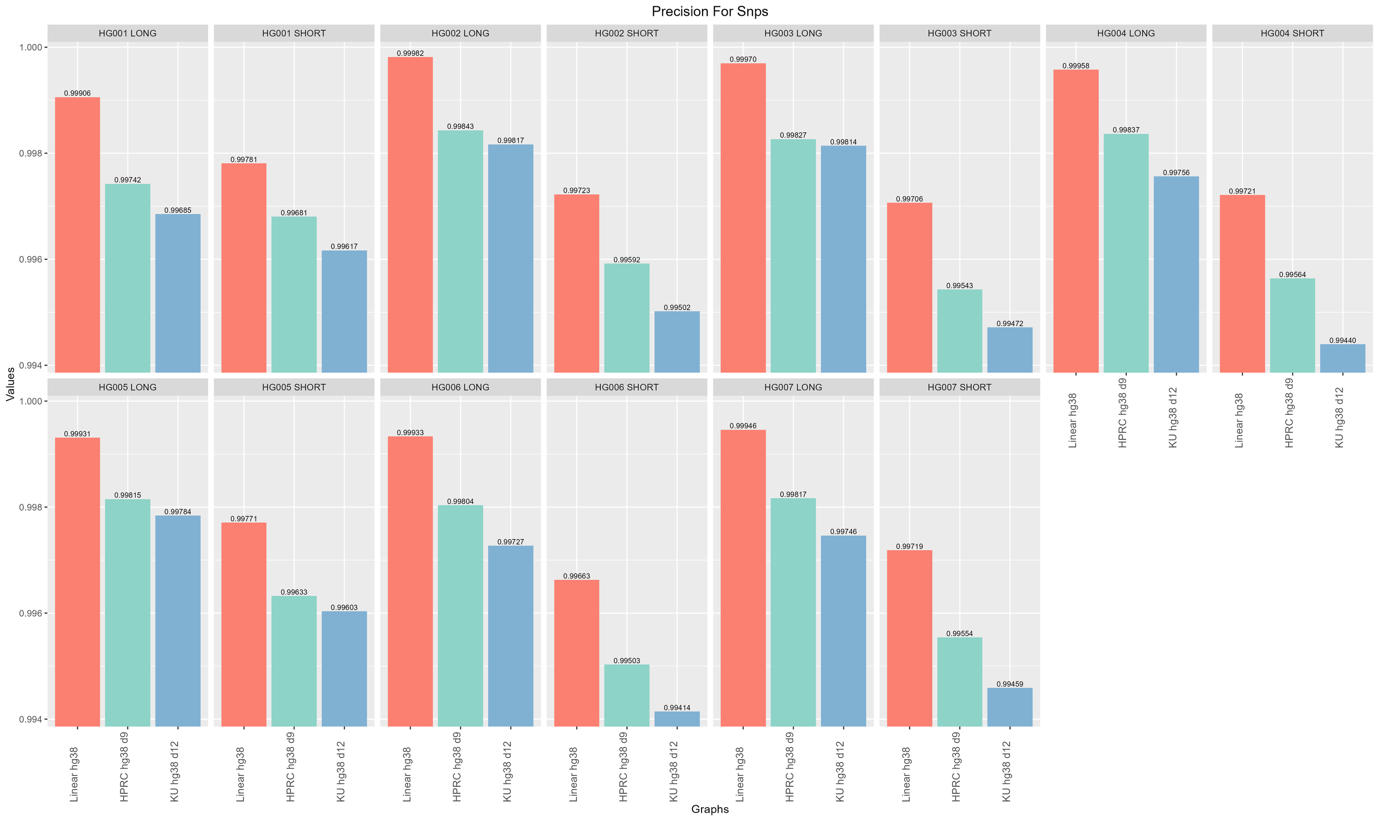 Precision For Snps
HG001 LONG
HG001 SHORT
HG002 LONG
HG002 SHORT
HG003 LONG
HG003 SHORT
HG004 LONG
HG004 SHORT
1.000
0.998
0.996
0.994
0.99906
0.99742
0.99685
0.99781
0.99681
0.99617
0.99982
0.99843
0.99817
0.99723
0.99592
0.99502
0.99970
0.99827
0.99814
0.99706
0.99543
0.99472
0.99958
0.99837
0.99756
0.99721
0.99564
0.99440
Linear hg38
HPRC hg38 d9
KU hg38 d12
Linear hg38
HPRC hg38 d9
KU hg38 d12
Values
HG005 LONG
HG005 SHORT
HG006 LONG
HG006 SHORT
HG007 LONG
HG007 SHORT
1.000
0.998
0.996
0.994
0.99931
0.99815
0.99784
0.99771
0.99633
0.99603
0.99933
0.99804
0.99727
0.99663
0.99503
0.99414
0.99946
0.99817
0.99746
0.99719
0.99554
0.99459
Linear hg38
HPRC hg38 d9
KU hg38 d12
Linear hg38
HPRC hg38 d9
KU hg38 d12
Linear hg38
HPRC hg38 d9
KU hg38 d12
Linear hg38
HPRC hg38 d9
KU hg38 d12
Linear hg38
HPRC hg38 d9
KU hg38 d12
Linear hg38
HPRC hg38 d9
KU hg38 d12
Graphs